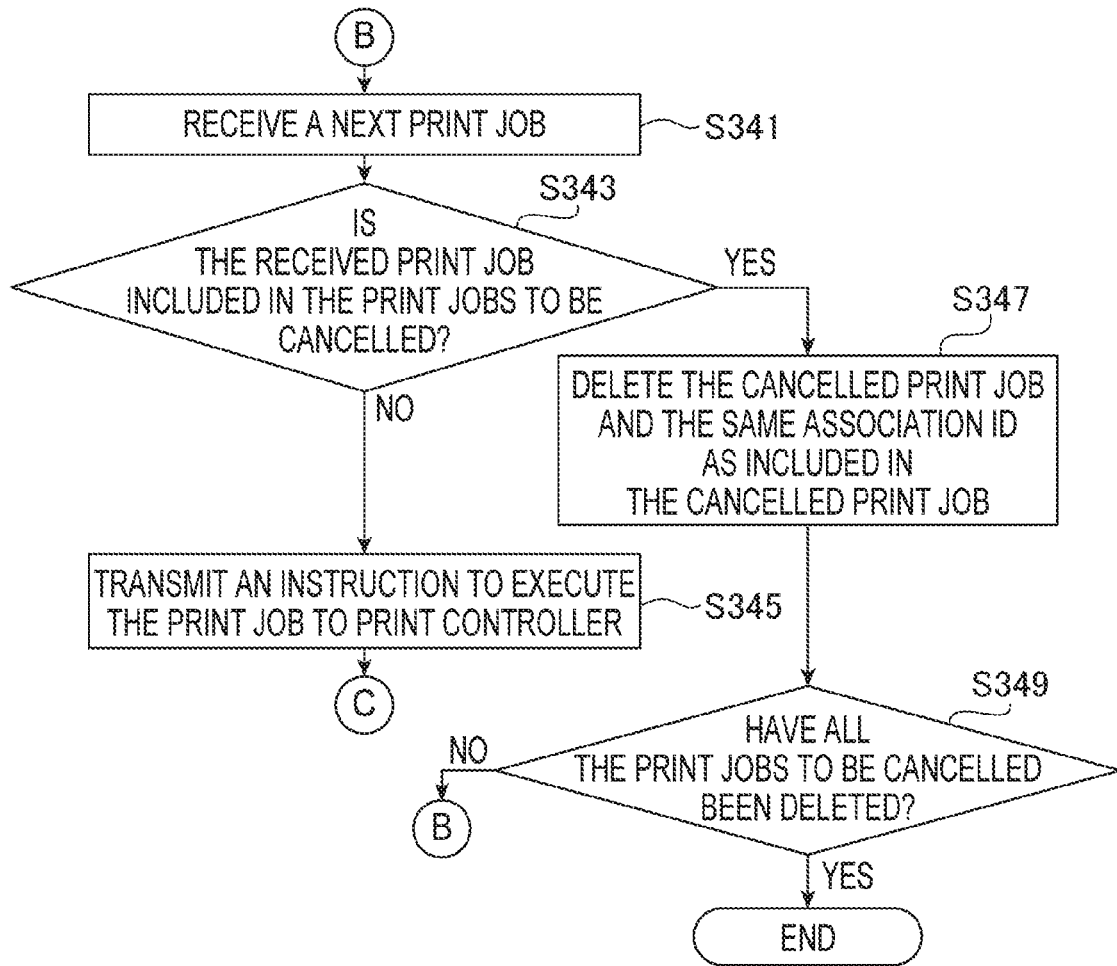 B
RECEIVE A NEXT PRINT JOB
S341
S343
IS
THE RECEIVED PRINT JOB
INCLUDED IN THE PRINT JOBS TO BE
CANCELLED?
YES
NO
S347
DELETE THE CANCELLED PRINT JOB
AND THE SAME ASSOCIATION ID
AS INCLUDED IN
THE CANCELLED PRINT JOB
TRANSMIT AN INSTRUCTION TO EXECUTE
THE PRINT JOB TO PRINT CONTROLLER
S345
C
S349
HAVE ALL
THE PRINT JOBS TO BE CANCELLED
BEEN DELETED?
NO
B
YES
END